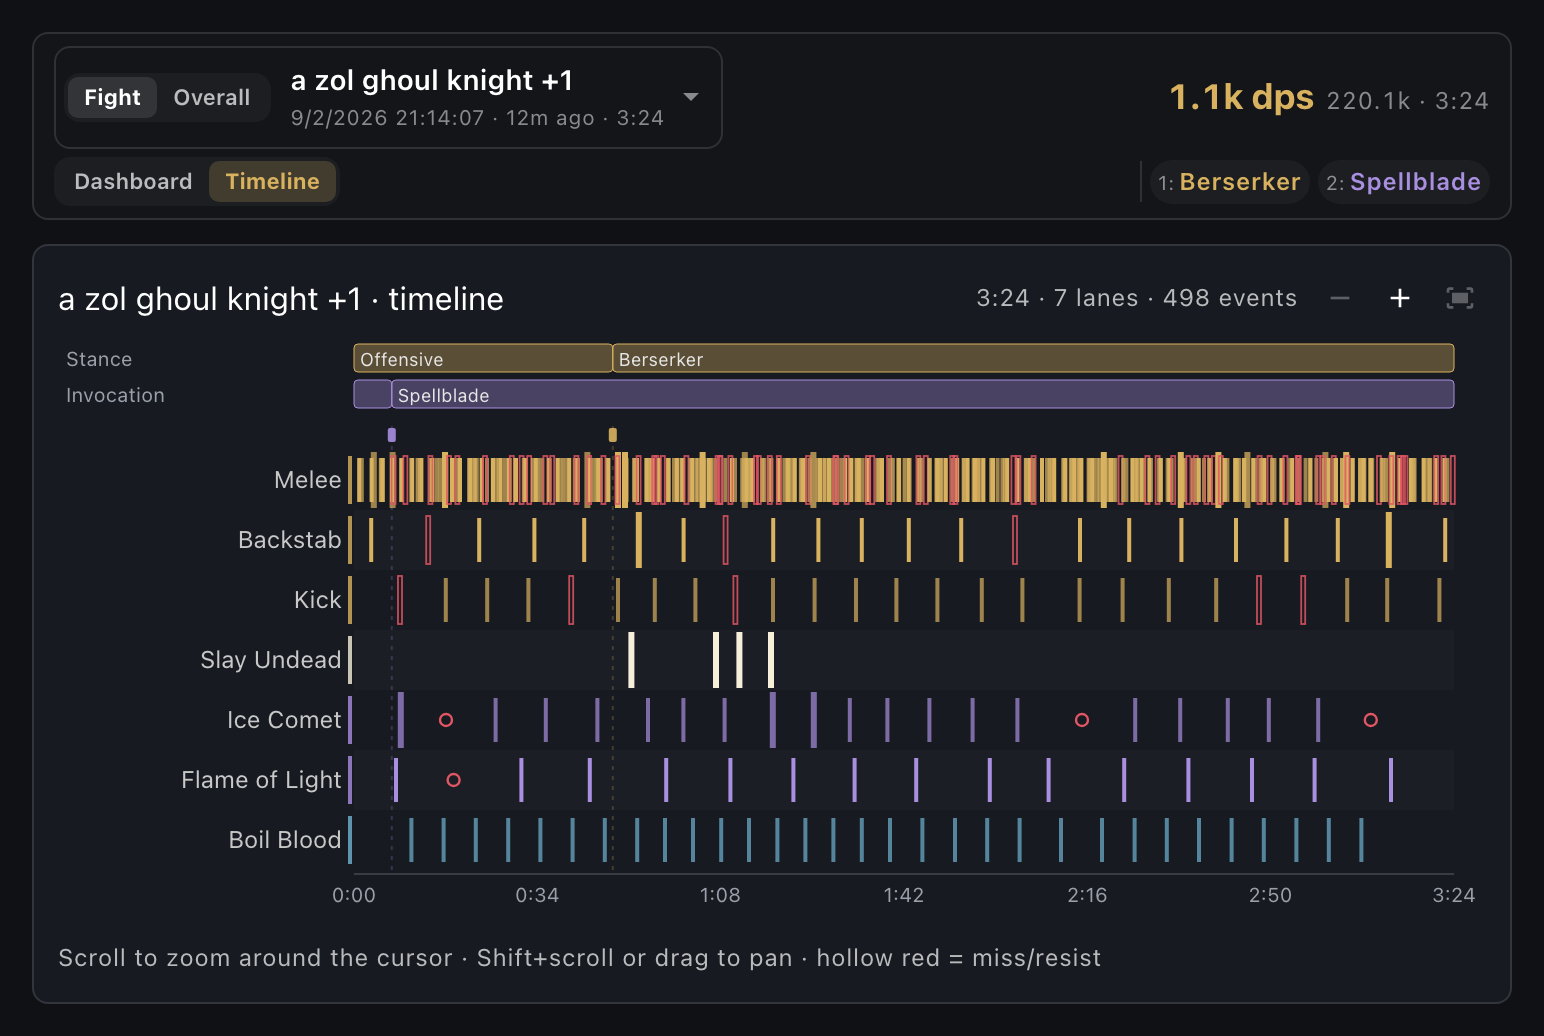 Fight Overall
a zol ghoul knight +1
9/2/2026 21:14:07 · 12m ago · 3:24
1.1k dps 220.1k · 3:24
Dashboard Timeline
1: Berserker 2: Spellblade
a zol ghoul knight +1 · timeline
3:24 · 7 lanes · 498 events
Stance Offensive Berserker
Invocation Spellblade
Melee
Backstab
Kick
Slay Undead
Ice Comet
Flame of Light
Boil Blood
0:00 0:34 1:08 1:42 2:16 2:50 3:24
Scroll to zoom around the cursor · Shift+scroll or drag to pan · hollow red = miss/resist